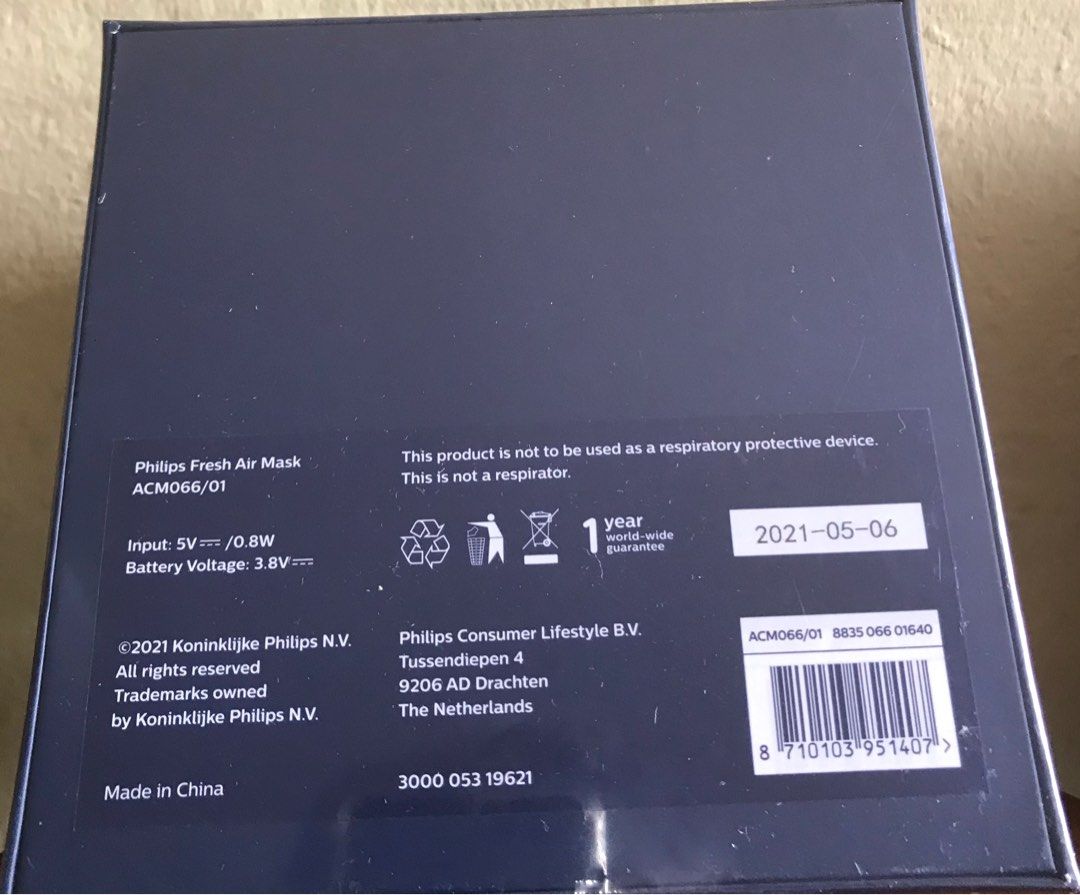 Philips Fresh Air Mask
ACM066/01
This product is not to be used as a respiratory protective device.
This is not a respirator.
Input: 5V⎓ /0.8W
Battery Voltage: 3.8V⎓
1 year
world-wide
guarantee
2021-05-06
©2021 Koninklijke Philips N.V.
All rights reserved
Trademarks owned
by Koninklijke Philips N.V.
Philips Consumer Lifestyle B.V.
Tussendiepen 4
9206 AD Drachten
The Netherlands
ACM066/01 8835 066 01640
8 710103 951407 >
Made in China
3000 053 19621